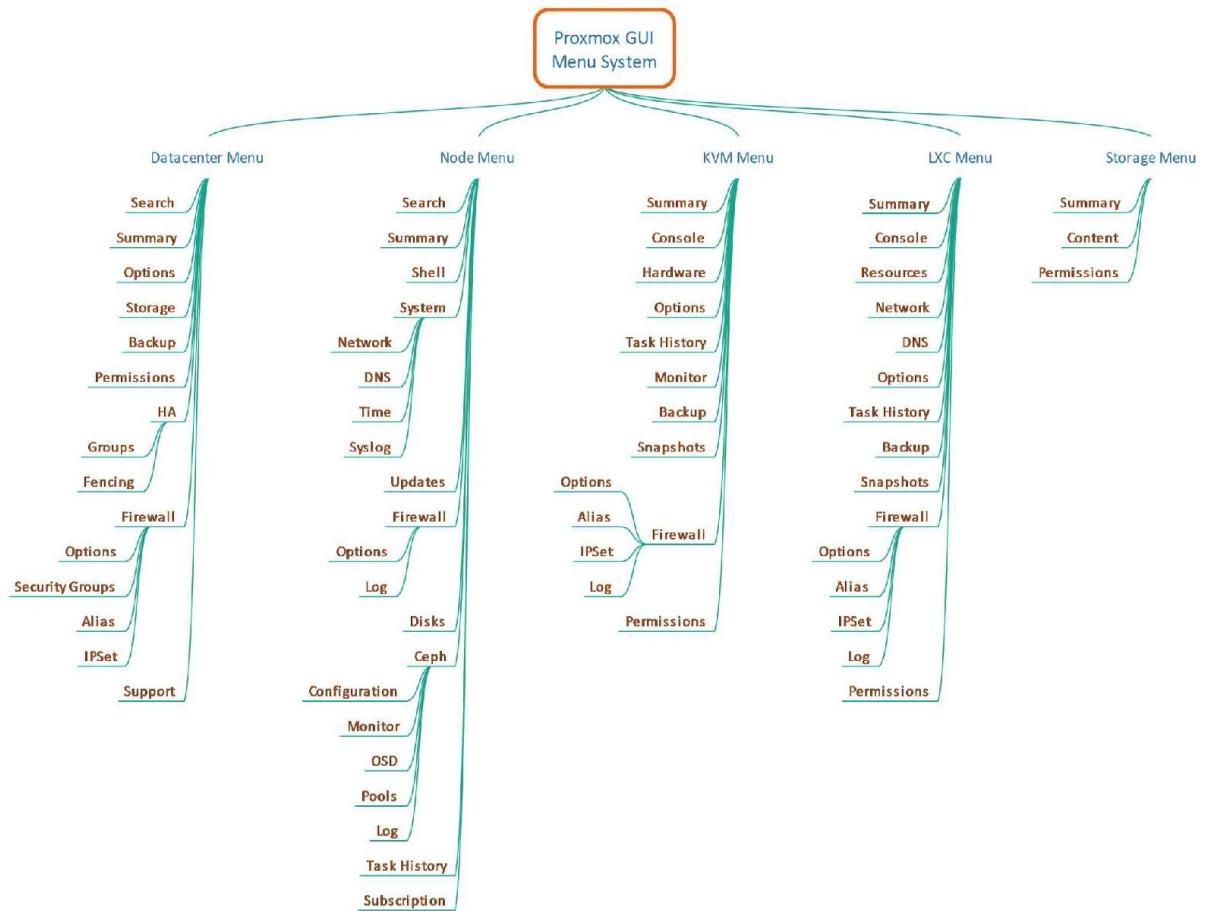 Proxmox GUI
Menu System
Datacenter Menu
Search
Summary
Options
Storage
Backup
Permissions
HA
Groups
Fencing
Firewall
Options
Security Groups
Alias
IPSet
Support
Node Menu
Search
Summary
Shell
System
Network
DNS
Time
Syslog
Updates
Firewall
Options
Log
Disks
Ceph
Configuration
Monitor
OSD
Pools
Log
Task History
Subscription
KVM Menu
Summary
Console
Hardware
Options
Task History
Monitor
Backup
Snapshots
Firewall
Options
Alias
IPSet
Log
Permissions
LXC Menu
Summary
Console
Resources
Network
DNS
Options
Task History
Backup
Snapshots
Firewall
Options
Alias
IPSet
Log
Permissions
Storage Menu
Summary
Content
Permissions